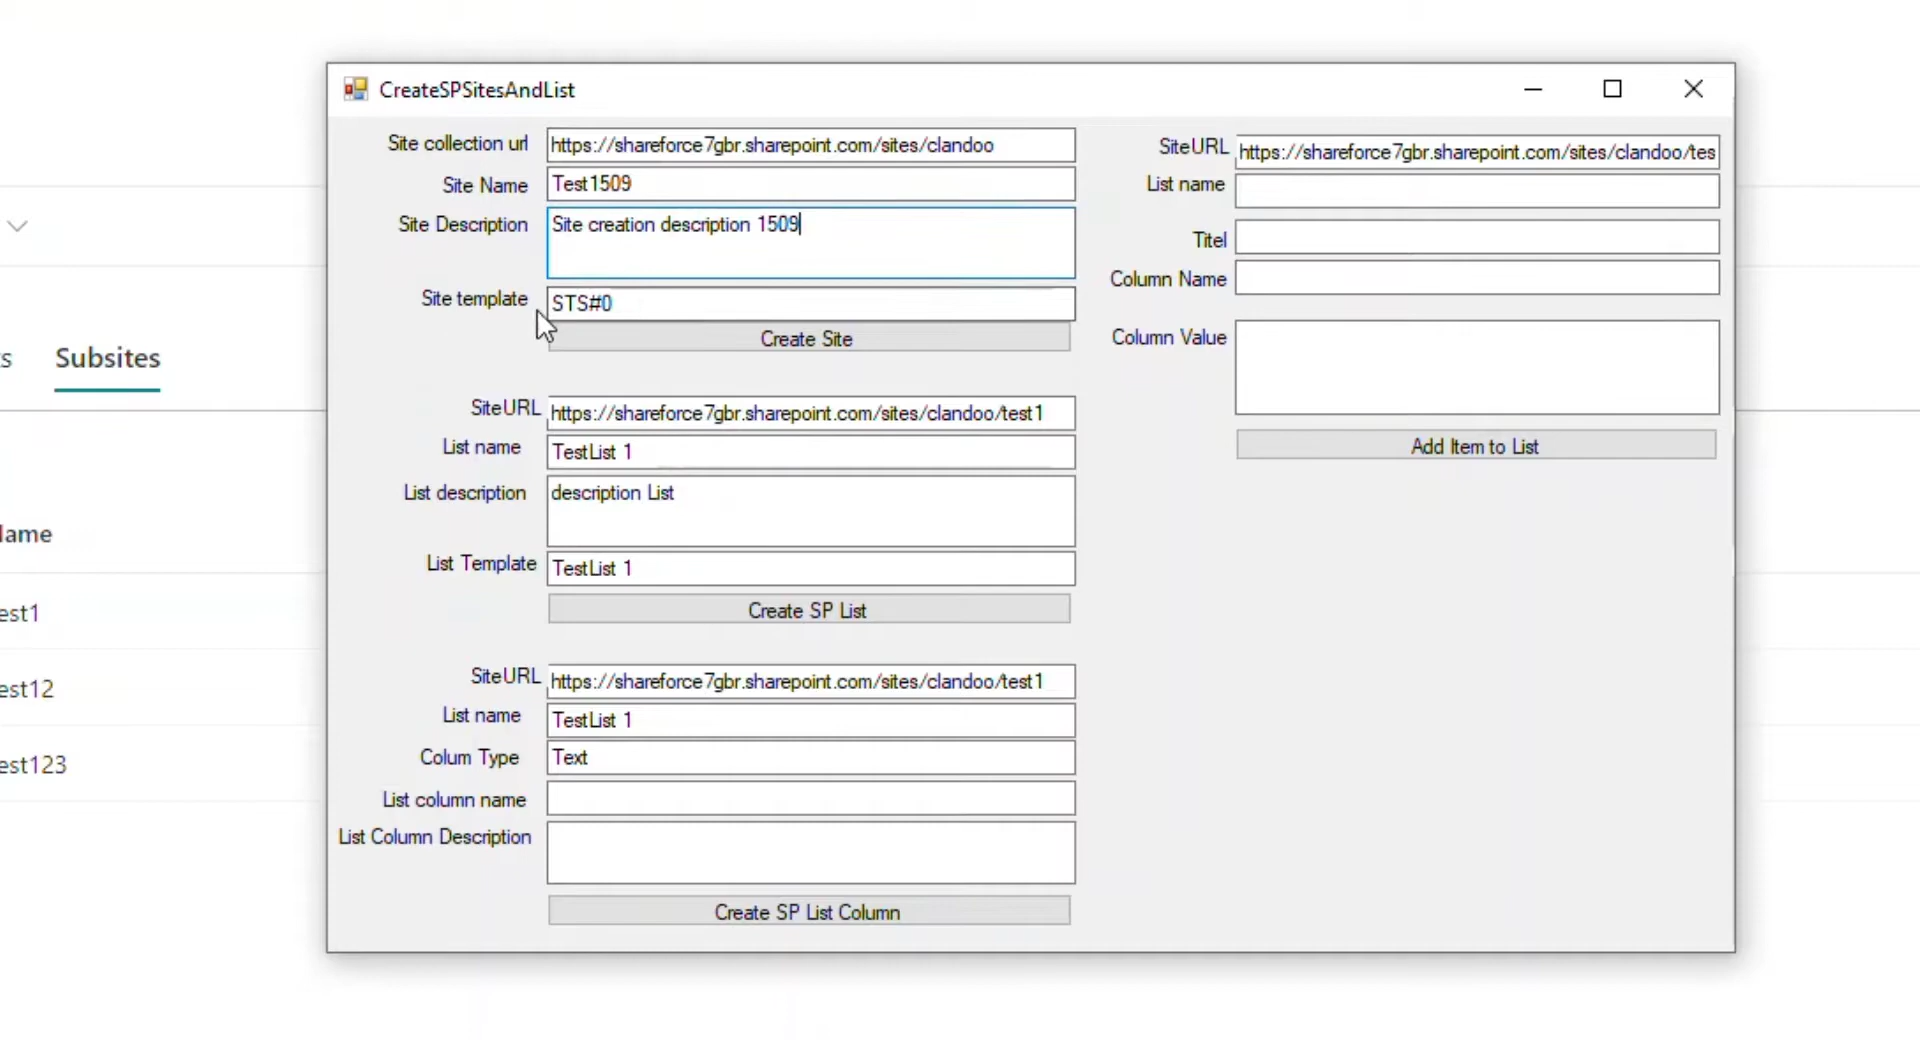 CreateSPSitesAndList
Site collection url https://shareforce7gbr.sharepoint.com/sites/clandoo
Site Name Test1509
Site Description Site creation description 1509
Site template STS#0
Create Site
SiteURL https://shareforce7gbr.sharepoint.com/sites/clandoo/test1
List name TestList 1
List description description List
List Template TestList 1
Create SP List
SiteURL https://shareforce7gbr.sharepoint.com/sites/clandoo/test1
List name TestList 1
Colum Type Text
List column name
List Column Description
Create SP List Column
SiteURL https://shareforce7gbr.sharepoint.com/sites/clandoo/tes
List name
Titel
Column Name
Column Value
Add Item to List
s Subsites
lame
est1
est12
est123